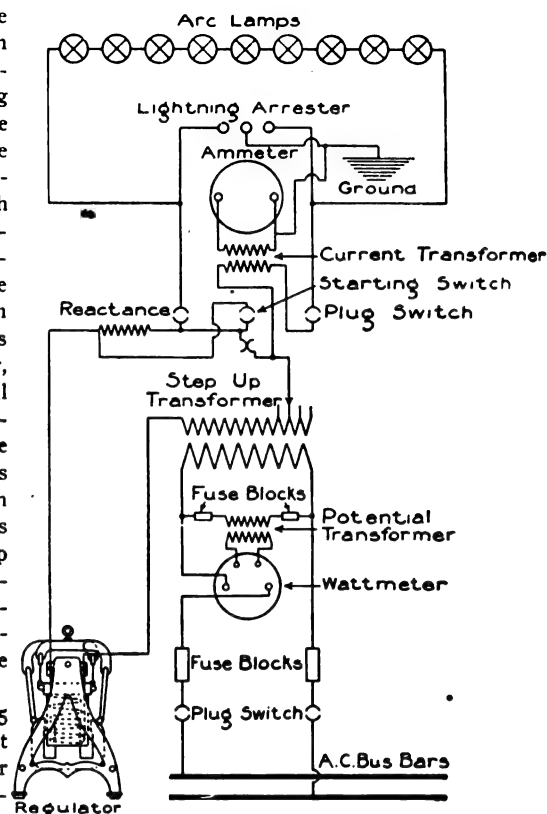 Arc Lamps
Lightning Arrester
Ammeter
Ground
Current Transformer
Starting Switch
Reactance
Plug Switch
Step Up
Transformer
Fuse Blocks
Potential
Transformer
Wattmeter
Fuse Blocks
Plug Switch
A.C. Bus Bars
Regulator